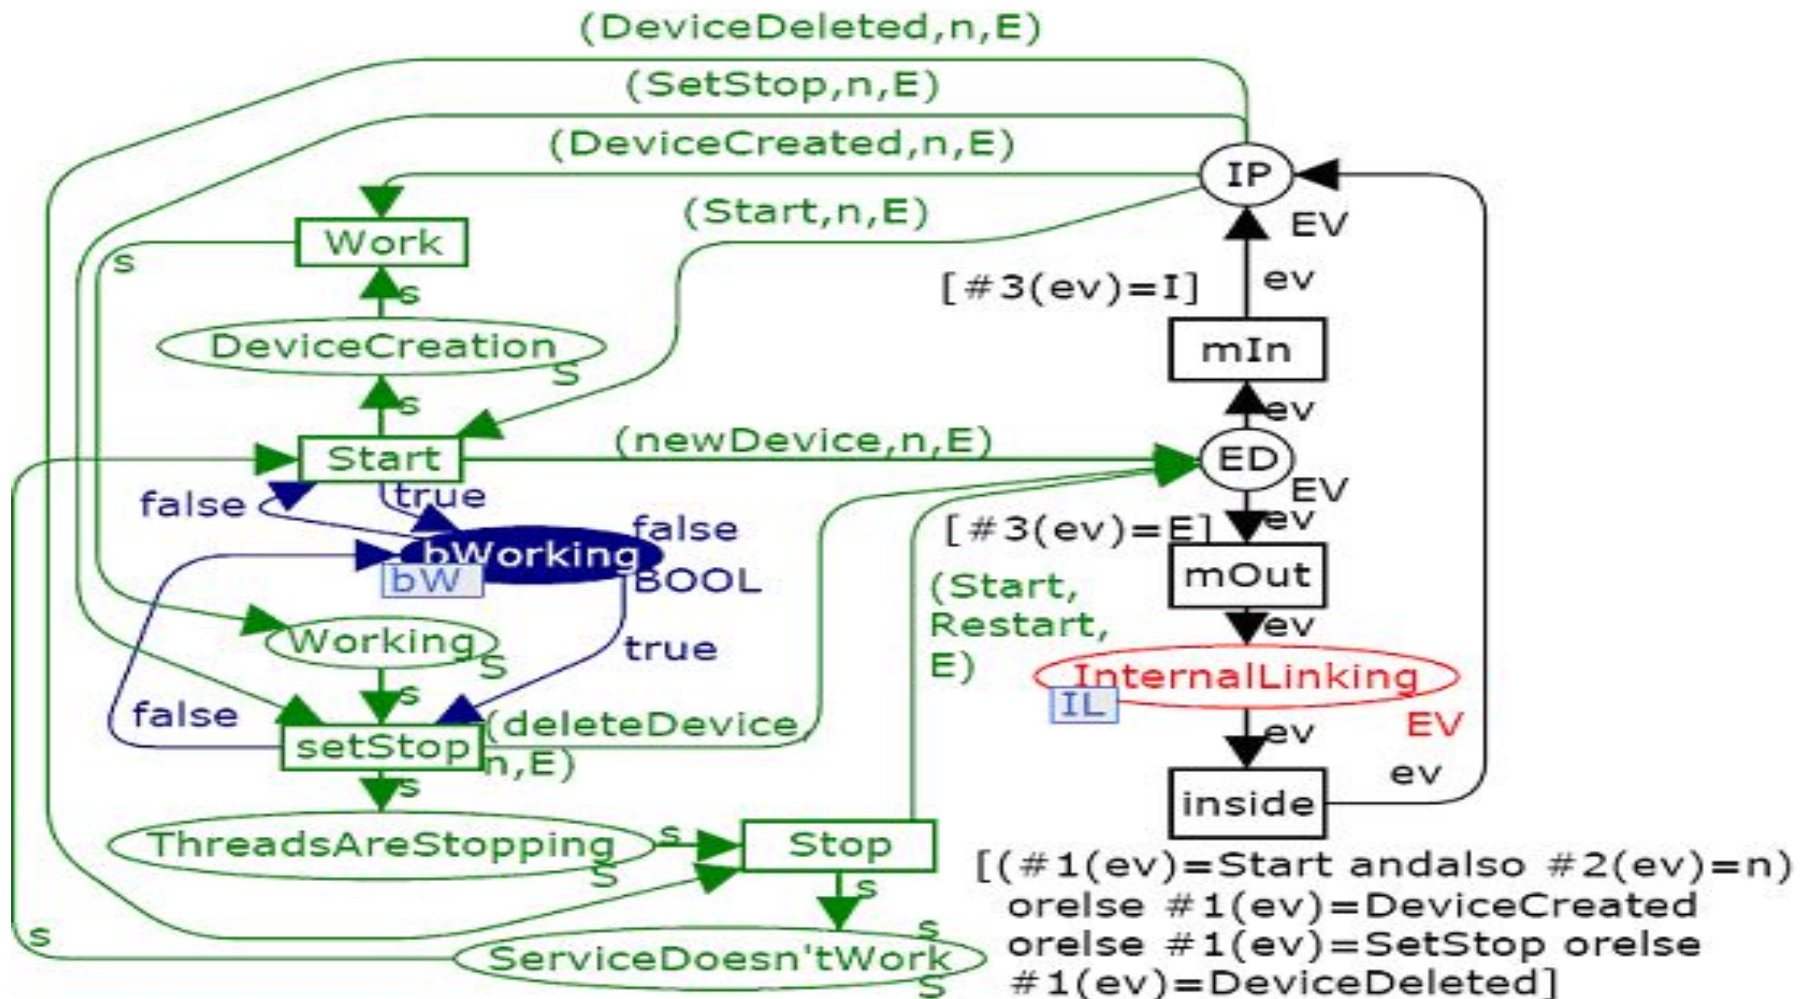 (DeviceDeleted,n,E)
(SetStop,n,E)
(DeviceCreated,n,E)
IP
(Start,n,E)
EV
Work
s
[#3(ev)=I]
ev
s
DeviceCreation
S
mIn
s
ev
(newDevice,n,E)
Start
ED
true
EV
false
false
[#3(ev)=E]
ev
bWorking
bW
BOOL
mOut
(Start,
Restart,
E)
ev
Working
S
true
InternalLinking
IL
EV
s
false
(deleteDevice,
n,E)
setStop
ev
s
ev
inside
ThreadsAreStopping
S
s
Stop
[(#1(ev)=Start andalso #2(ev)=n)
orelse #1(ev)=DeviceCreated
orelse #1(ev)=SetStop orelse
#1(ev)=DeviceDeleted]
s
s
s
ServiceDoesn'tWork
S